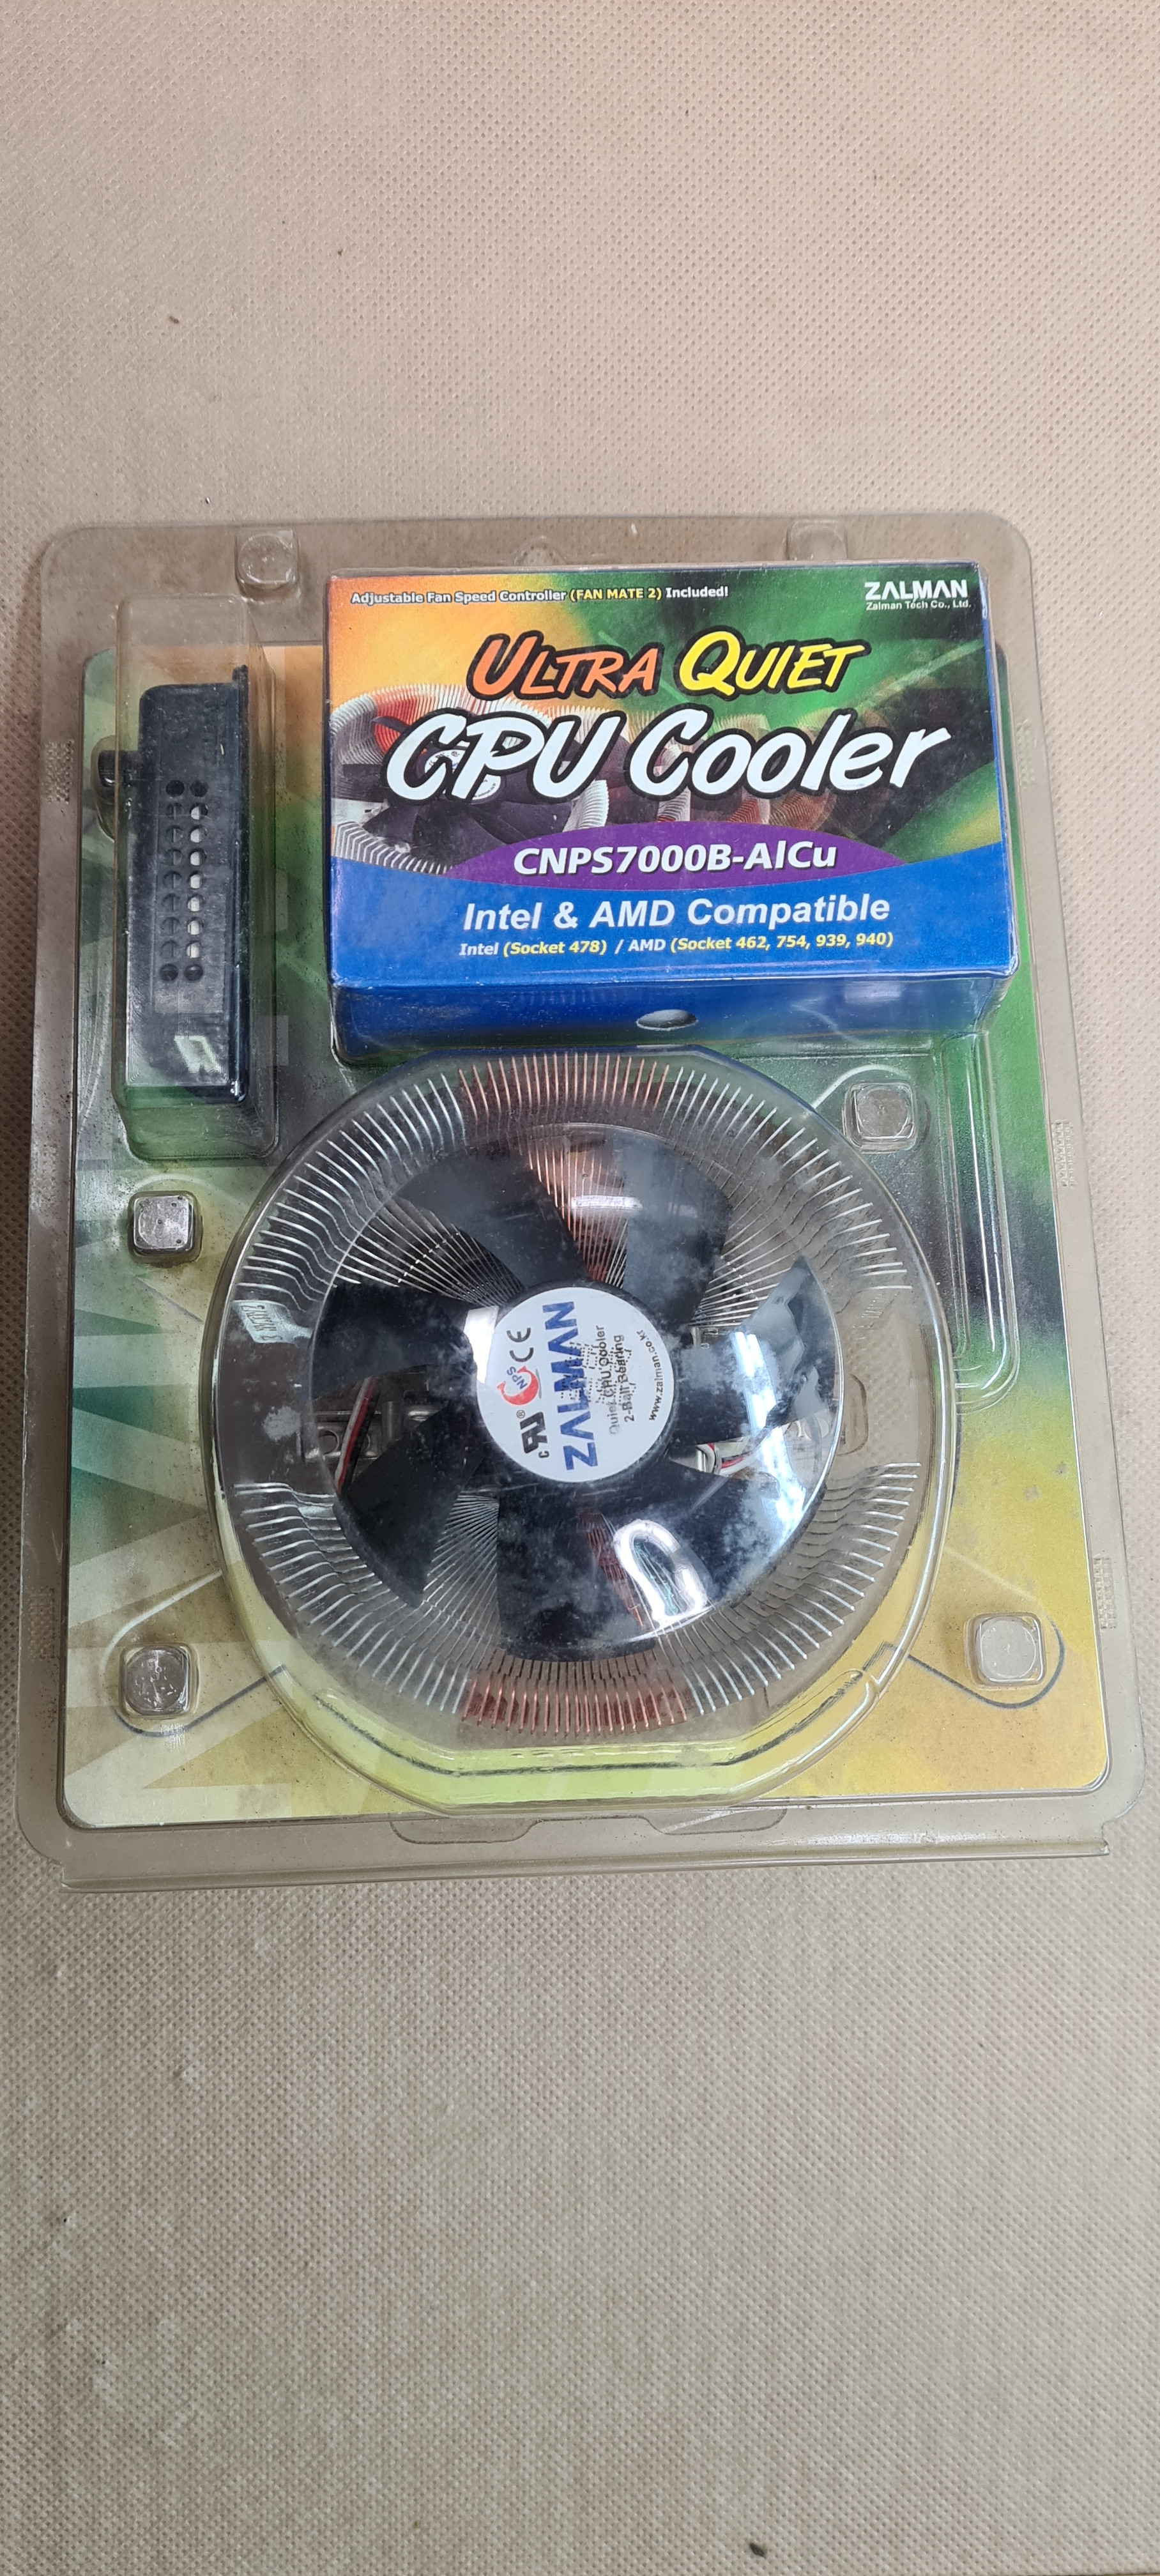 Adjustable Fan Speed Controller (FAN MATE 2) Included!
ZALMAN
Zalman Tech Co., Ltd.
ULTRA QUIET
CPU Cooler
CNPS7000B-AlCu
Intel & AMD Compatible
Intel (Socket 478) / AMD (Socket 462, 754, 939, 940)
CE
NPS
ZALMAN
Quiet CPU Cooler
2-Ball Bearing
www.zalman.co.kr